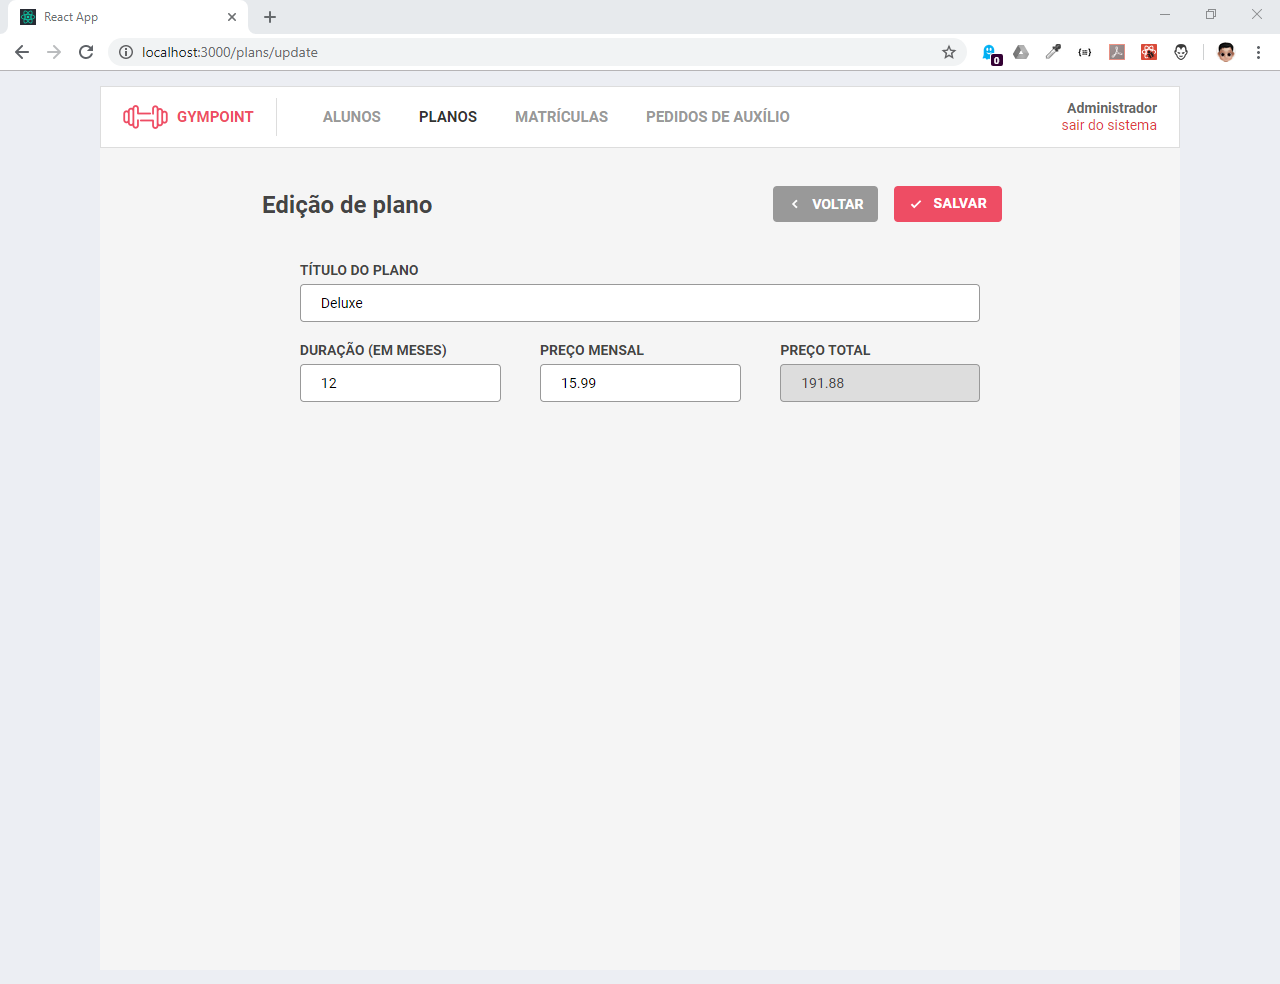 React App
localhost:3000/plans/update
0
GYMPOINT
ALUNOS
PLANOS
MATRÍCULAS
PEDIDOS DE AUXÍLIO
Administrador
sair do sistema
Edição de plano
VOLTAR
SALVAR
TÍTULO DO PLANO
Deluxe
DURAÇÃO (EM MESES)
PREÇO MENSAL
PREÇO TOTAL
12
15.99
191.88